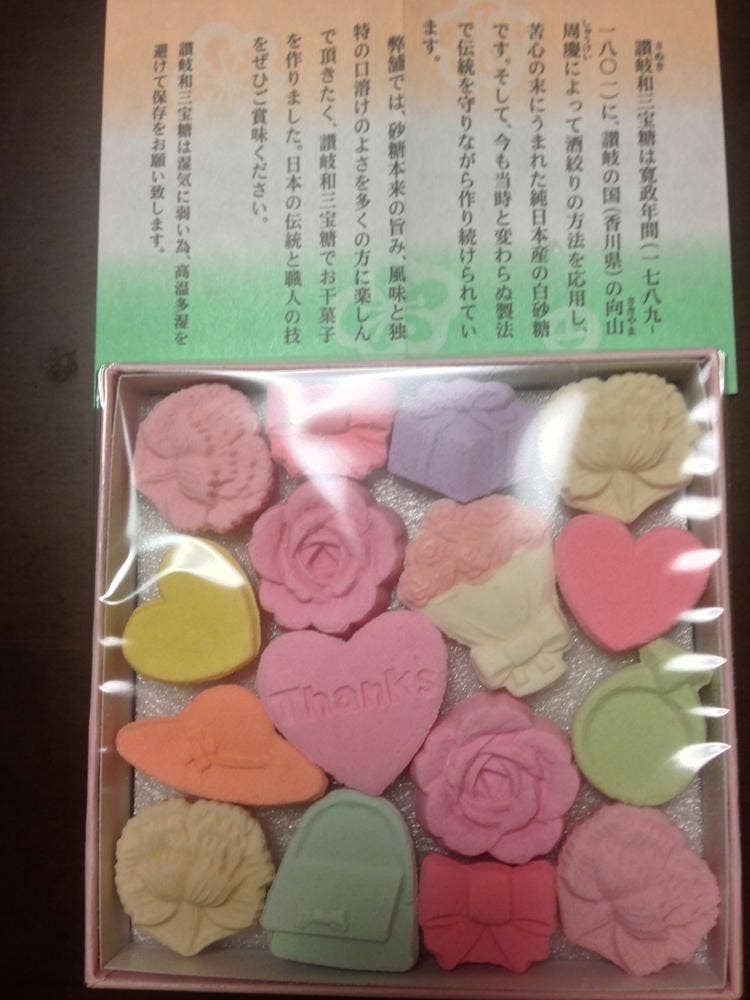 讃岐和三宝糖は寛政年間(一七八九~
一八〇一)に、讃岐の国(香川県)の向山
周慶によって酒絞りの方法を応用し、
苦心の末にうまれた純日本産の白砂糖
です。そして、今も当時と変わらぬ製法
で伝統を守りながら作り続けられてい
ます。
弊舗では、砂糖本来の旨み、風味と独
特の口溶けのよさを多くの方に楽しん
で頂きたく、讃岐和三宝糖でお干菓子
を作りました。日本の伝統と職人の技
をぜひご賞味ください。
讃岐和三宝糖は湿気に弱い為、高温多湿を
避けて保存をお願い致します。
Thank's